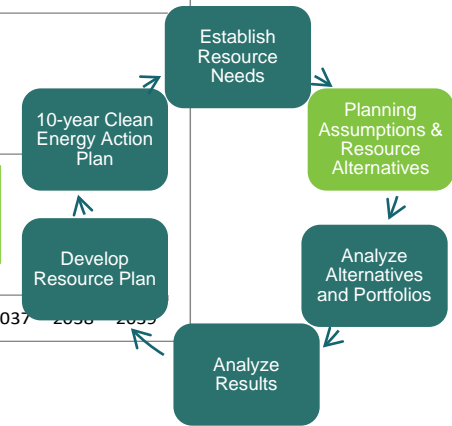 Establish
Resource
Needs
Planning
Assumptions &
Resource
Alternatives
Analyze
Alternatives
and Portfolios
Analyze
Results
Develop
Resource Plan
10-year Clean
Energy Action
Plan